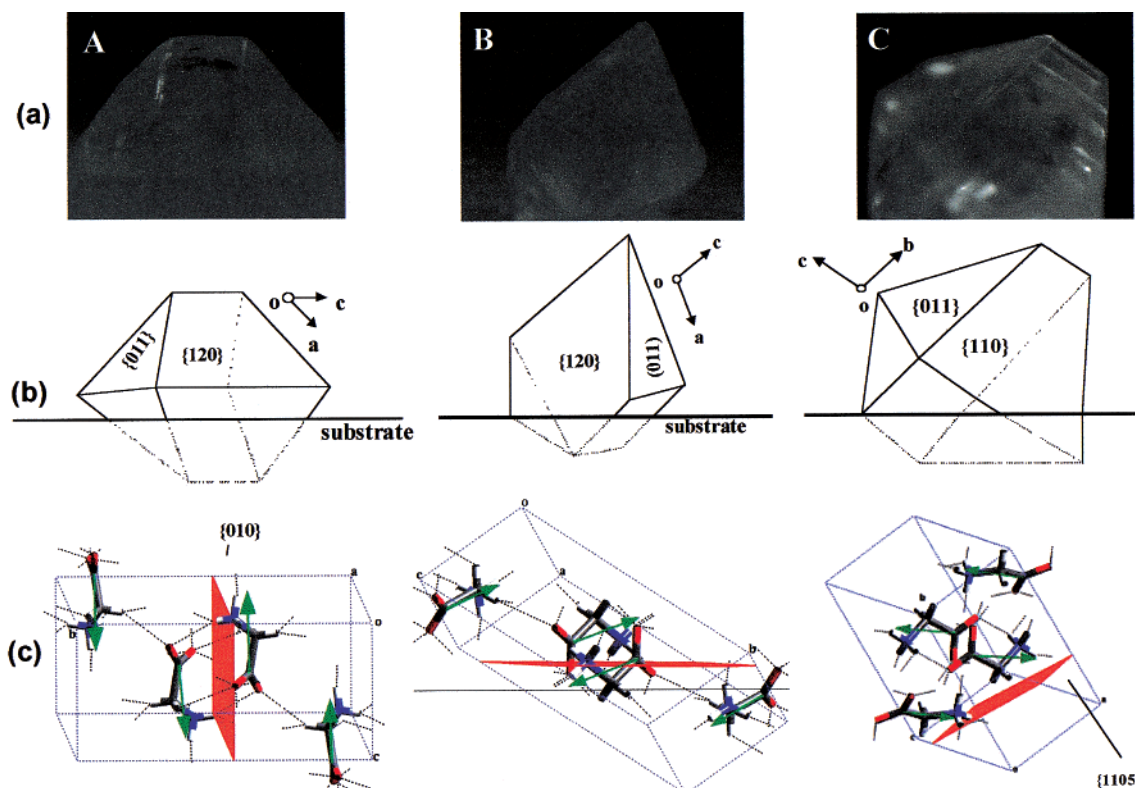 A
B
C
(a)
(b)
{011}
{120}
o
c
a
substrate
{120}
(011)
c
o
a
substrate
c
b
o
{011}
{110}
(c)
{010}
a
o
b
c
o
c
a
b
{1105